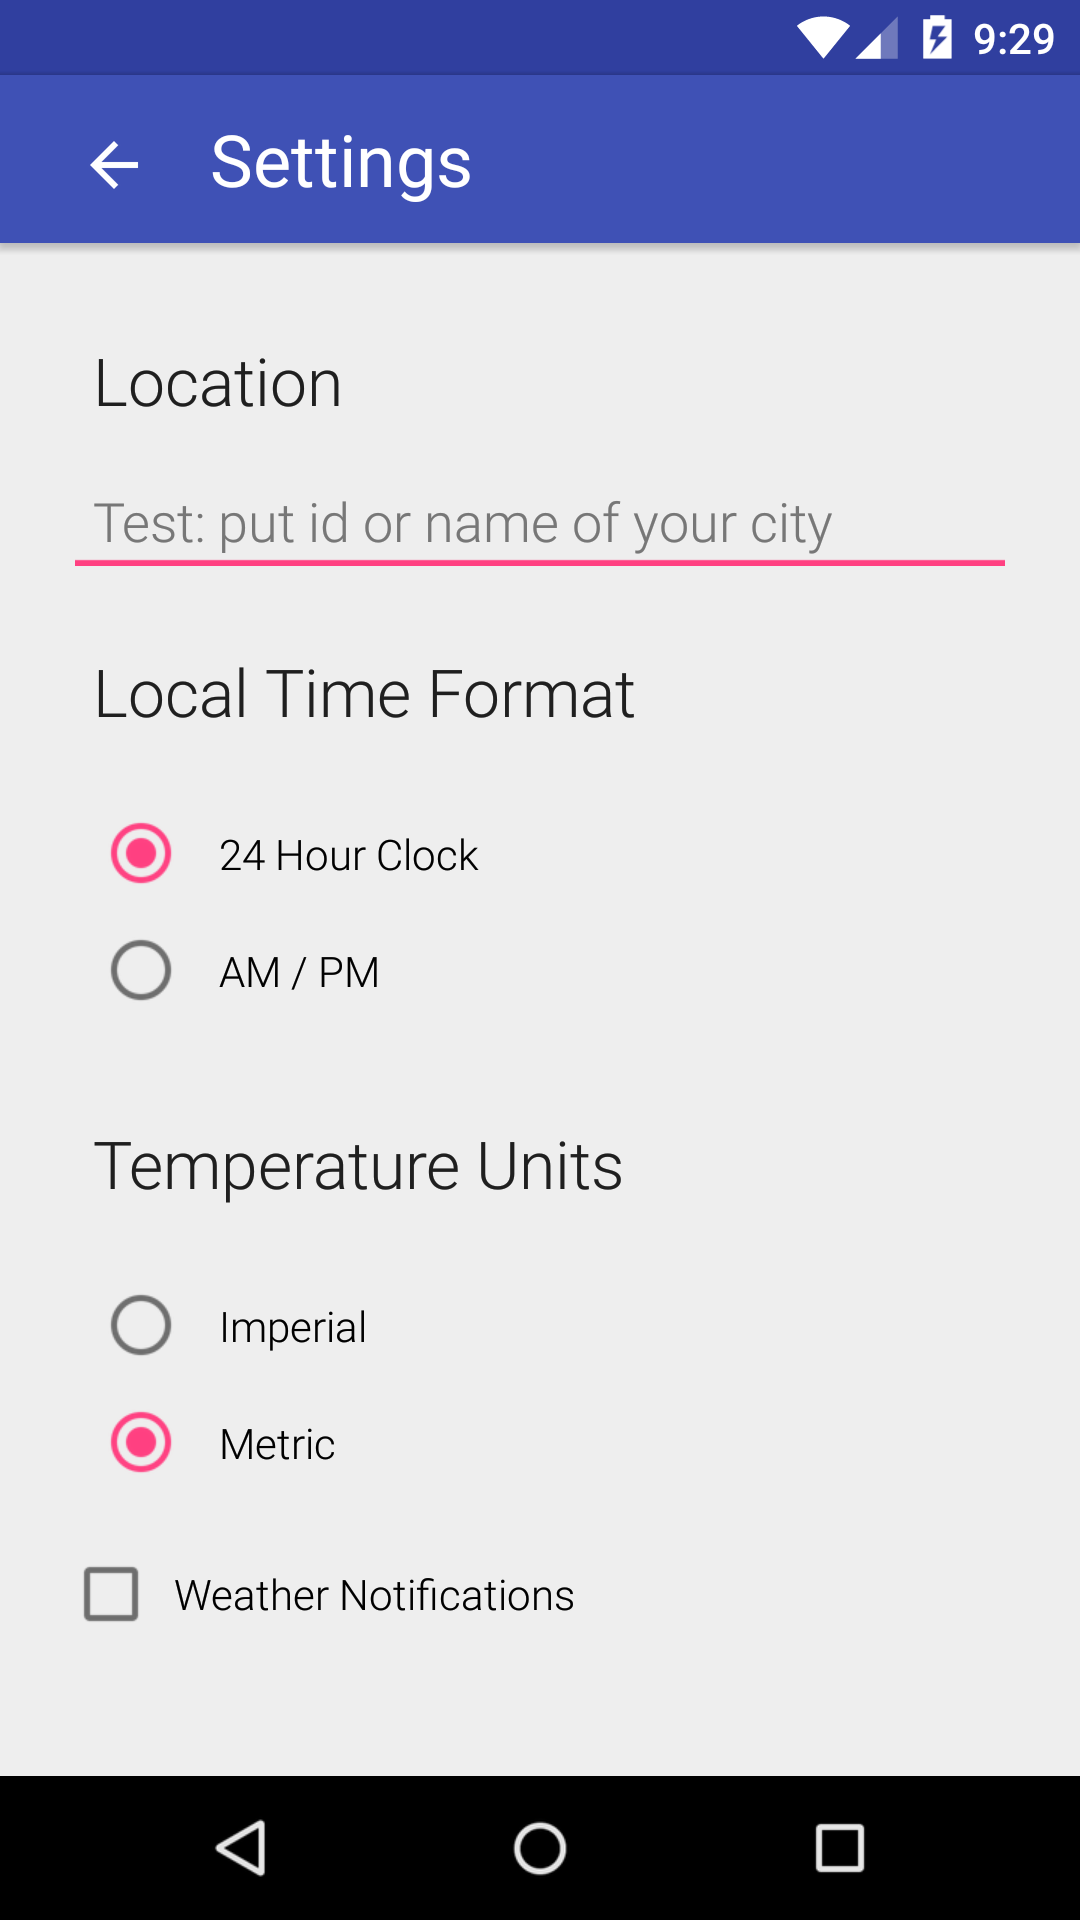 9:29
Settings
Location
Test: put id or name of your city
Local Time Format
24 Hour Clock
AM / PM
Temperature Units
Imperial
Metric
Weather Notifications